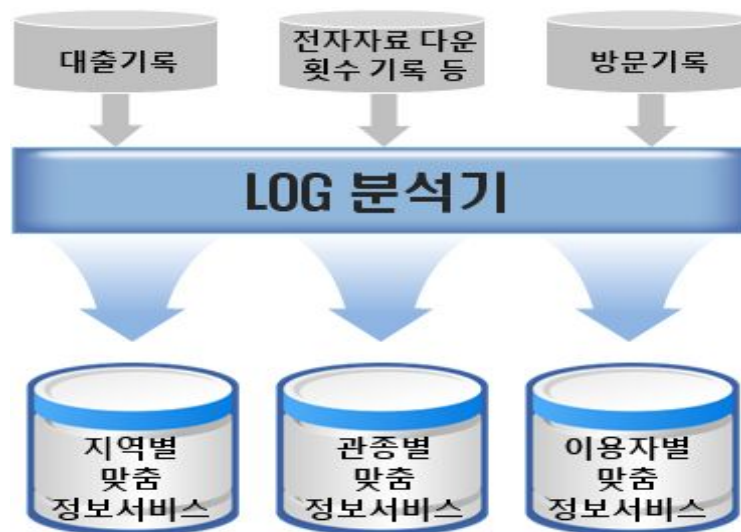 대출기록
전자자료 다운
횟수 기록 등
방문기록
LOG 분석기
지역별
맞춤
정보서비스
관종별
맞춤
정보서비스
이용자별
맞춤
정보서비스